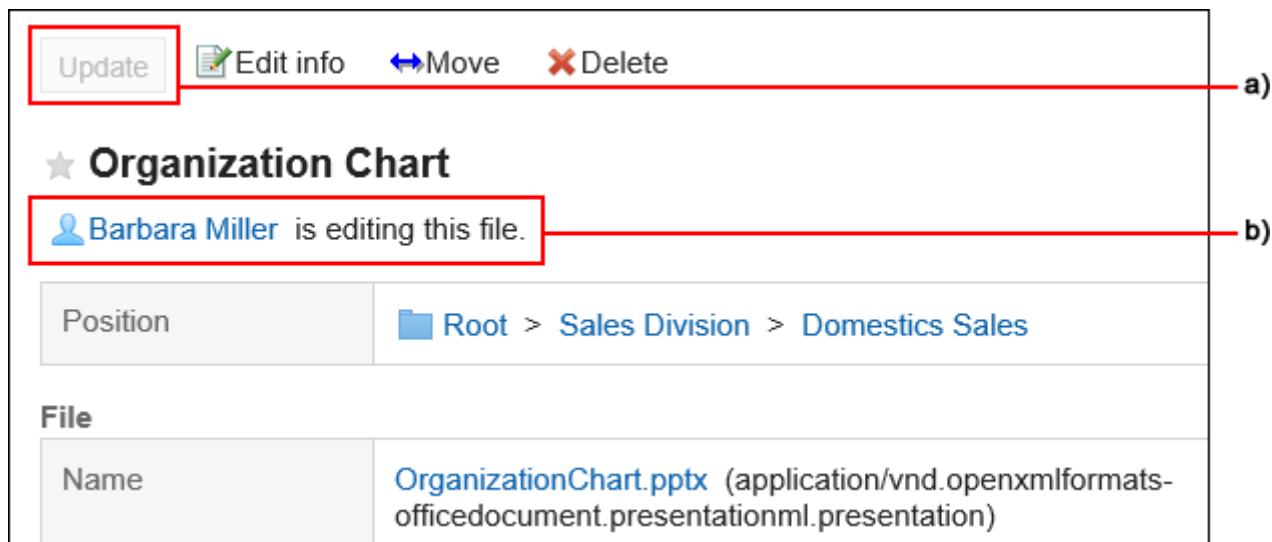 Update Edit info Move Delete
a)
Organization Chart
Barbara Miller is editing this file.
b)
Position Root > Sales Division > Domestics Sales
File
Name OrganizationChart.pptx (application/vnd.openxmlformats-
officedocument.presentationml.presentation)